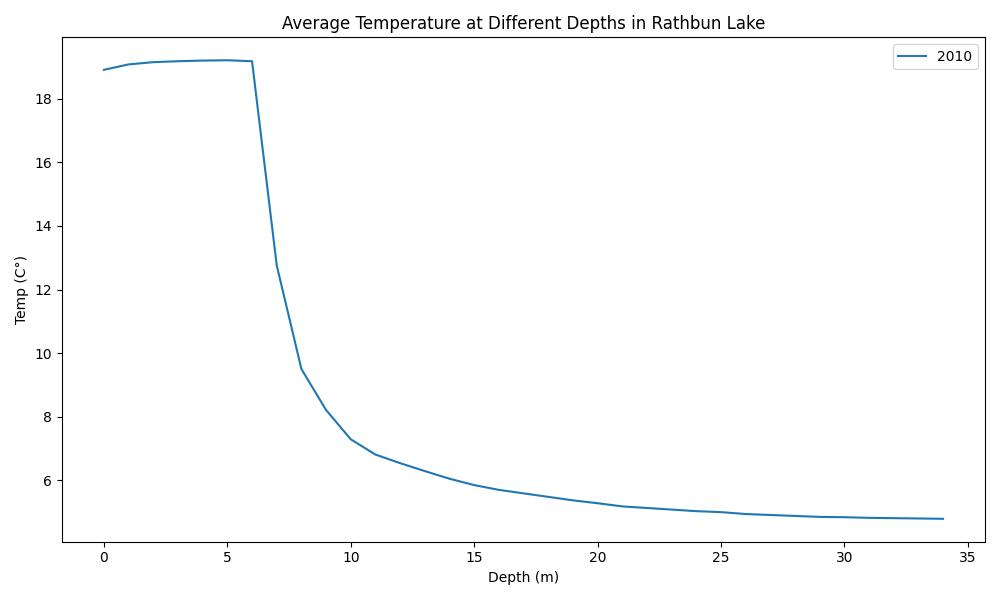 Average Temperature at Different Depths in Rathbun Lake
2010
18
16
14
12
10
8
6
Temp (C°)
0 5 10 15 20 25 30 35
Depth (m)